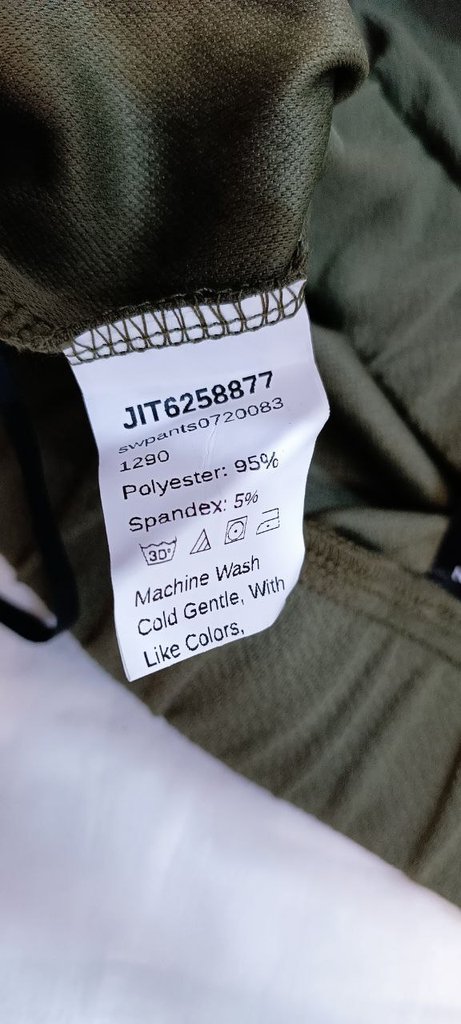 JIT6258877
swpants0720083
1290
Polyester: 95%
Spandex: 5%
30°
Machine Wash
Cold Gentle, With
Like Colors,